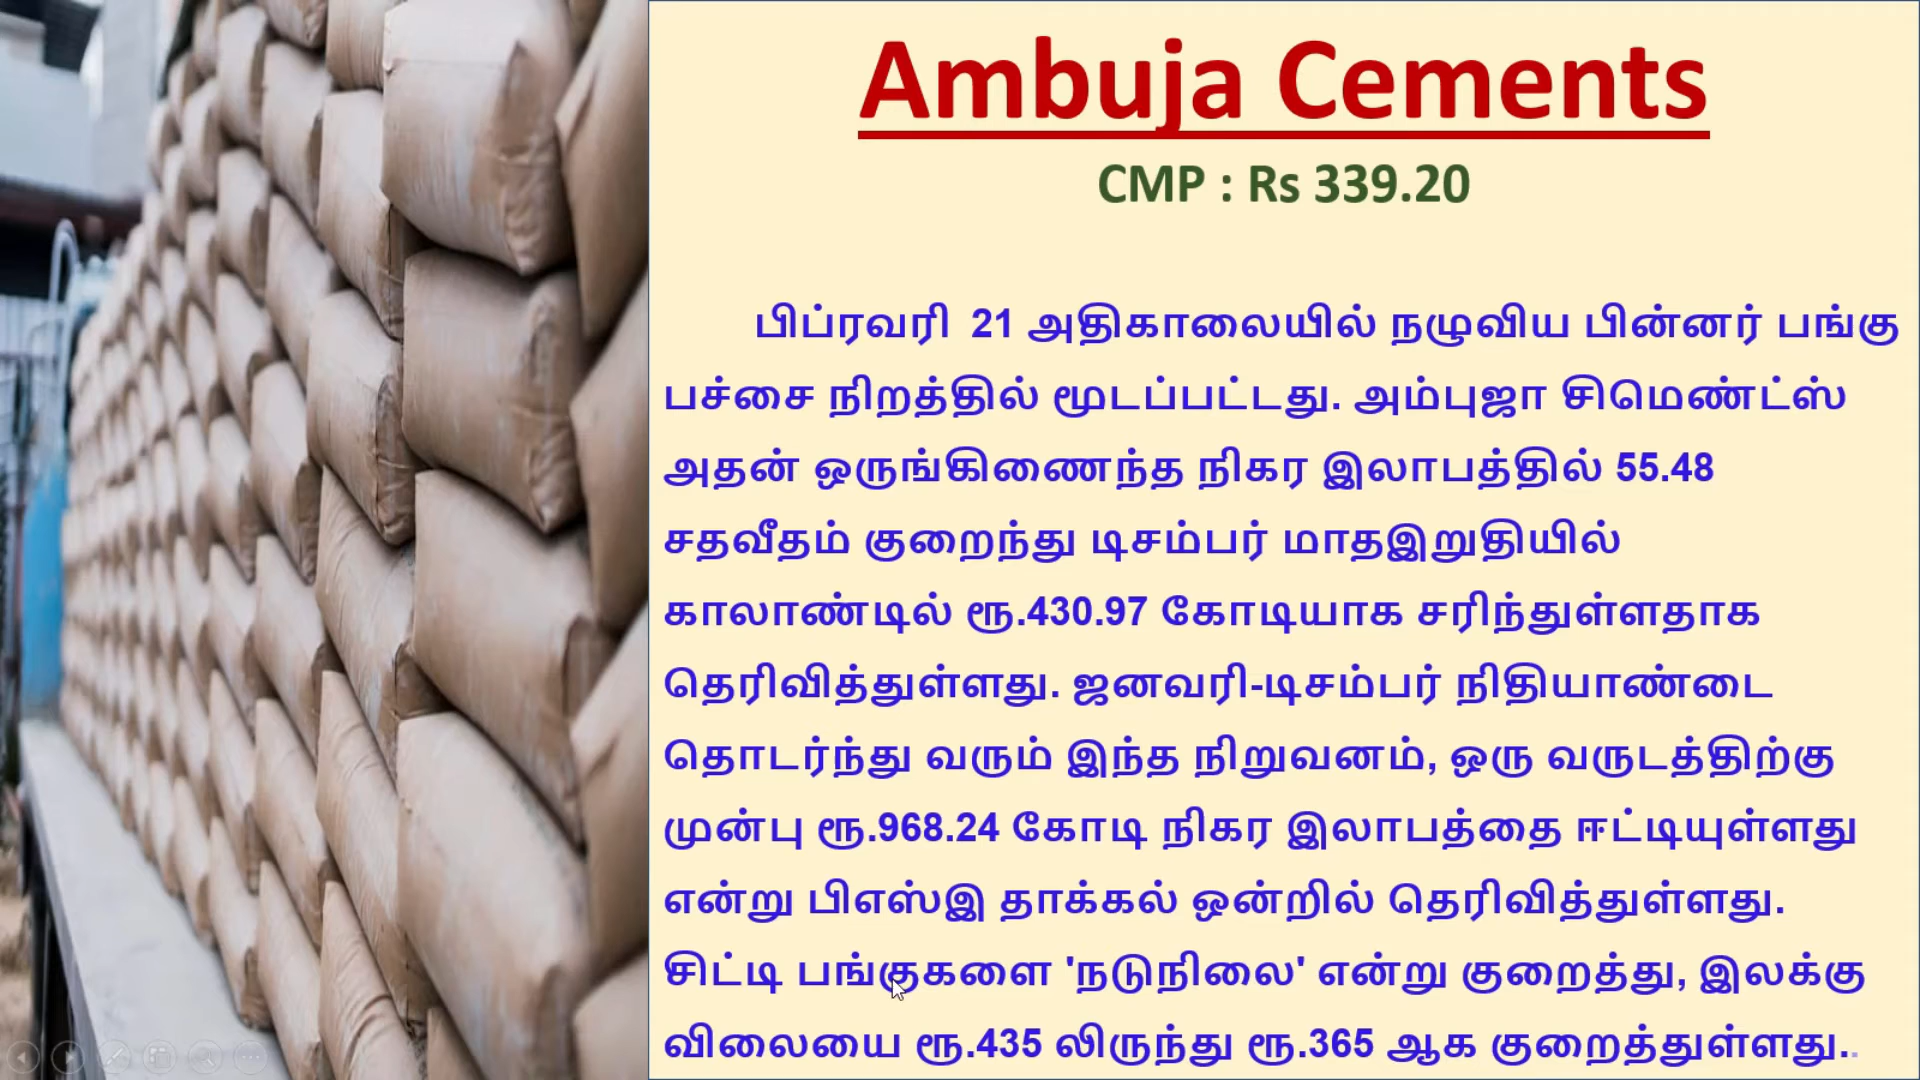 Ambuja Cements
CMP : Rs 339.20
பிப்ரவரி 21 அதிகாலையில் நழுவிய பின்னர் பங்கு
பச்சை நிறத்தில் மூடப்பட்டது. அம்புஜா சிமெண்ட்ஸ்
அதன் ஒருங்கிணைந்த நிகர இலாபத்தில் 55.48
சதவீதம் குறைந்து டிசம்பர் மாதஇறுதியில்
காலாண்டில் ரூ.430.97 கோடியாக சரிந்துள்ளதாக
தெரிவித்துள்ளது. ஜனவரி-டிசம்பர் நிதியாண்டை
தொடர்ந்து வரும் இந்த நிறுவனம், ஒரு வருடத்திற்கு
முன்பு ரூ.968.24 கோடி நிகர இலாபத்தை ஈட்டியுள்ளது
என்று பிஎஸ்இ தாக்கல் ஒன்றில் தெரிவித்துள்ளது.
சிட்டி பங்குகளை 'நடுநிலை' என்று குறைத்து, இலக்கு
விலையை ரூ.435 லிருந்து ரூ.365 ஆக குறைத்துள்ளது..